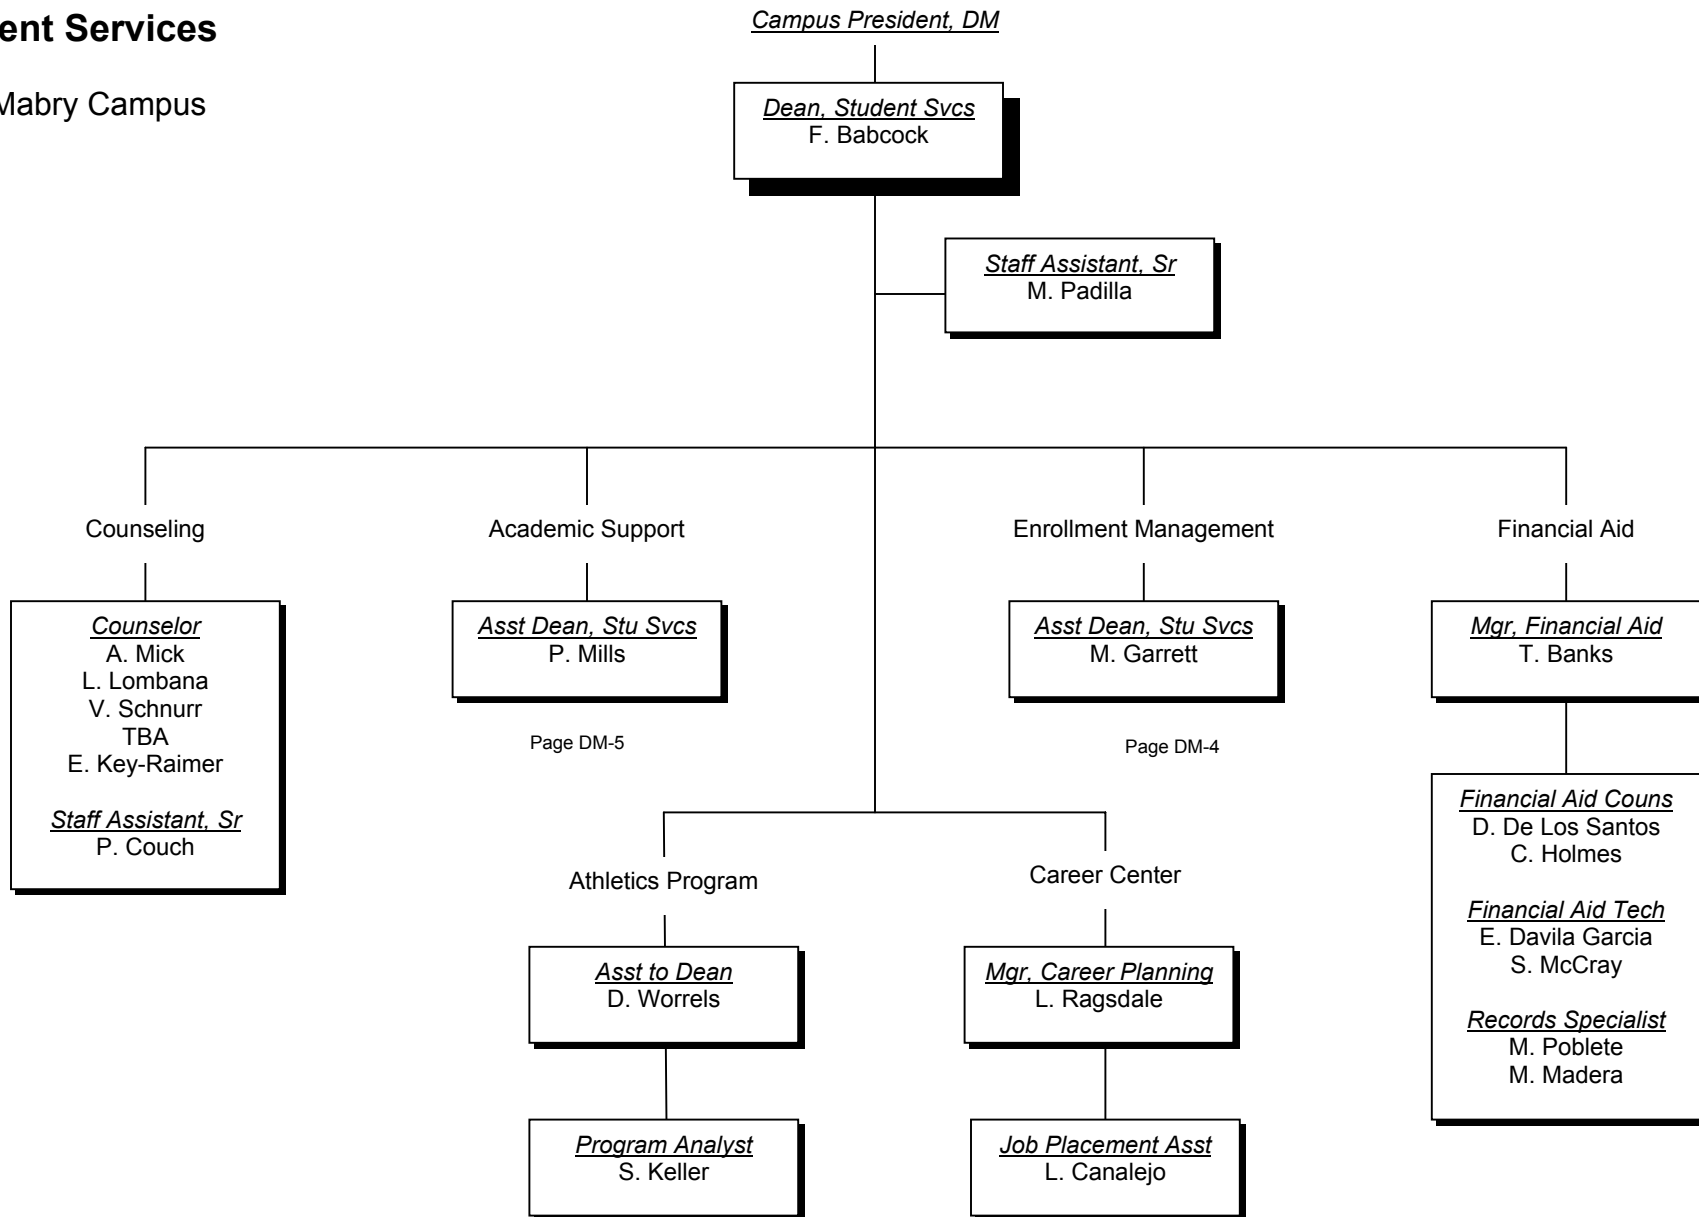 ent Services
Mabry Campus
Campus President, DM
Dean, Student Svcs
F. Babcock
Staff Assistant, Sr
M. Padilla
Counseling
Academic Support
Enrollment Management
Financial Aid
Counselor
A. Mick
L. Lombana
V. Schnurr
TBA
E. Key-Raimer
Staff Assistant, Sr
P. Couch
Asst Dean, Stu Svcs
P. Mills
Page DM-5
Asst Dean, Stu Svcs
M. Garrett
Page DM-4
Mgr, Financial Aid
T. Banks
Financial Aid Couns
D. De Los Santos
C. Holmes
Financial Aid Tech
E. Davila Garcia
S. McCray
Records Specialist
M. Poblete
M. Madera
Athletics Program
Asst to Dean
D. Worrels
Program Analyst
S. Keller
Career Center
Mgr, Career Planning
L. Ragsdale
Job Placement Asst
L. Canalejo